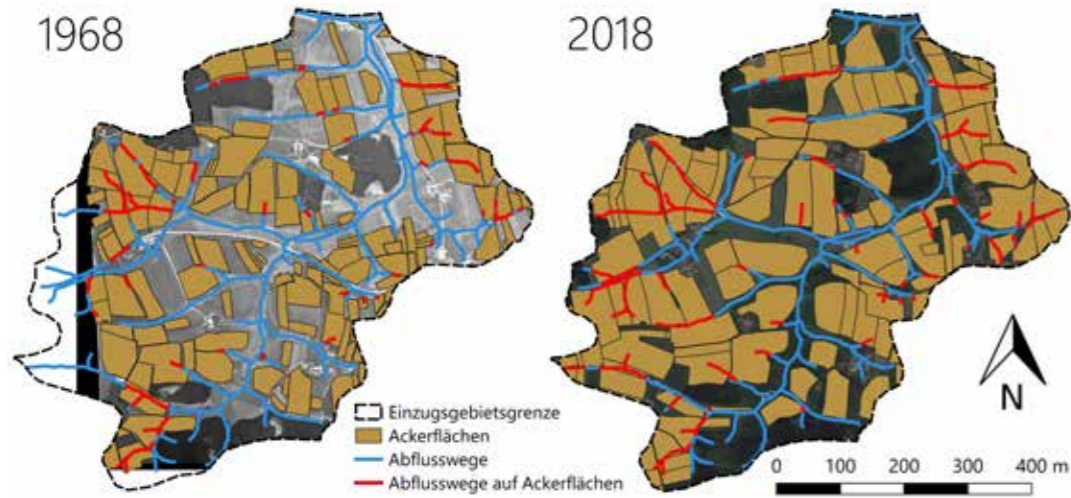 1968
2018
Einzugsgebietsgrenze
Ackerflächen
Abflusswege
Abflusswege auf Ackerflächen
N
0 100 200 300 400 m